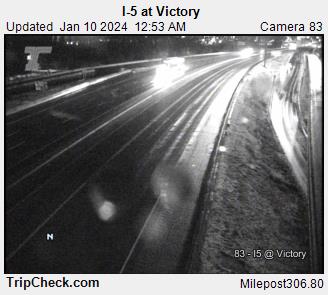 I-5 at Victory
Updated  Jan 10 2024  12:53 AM
Camera 83
TC
N
83 - I5 @ Victory
TripCheck.com
Milepost306.80